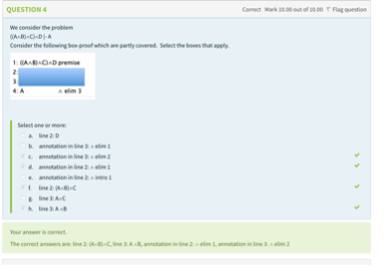 QUESTION 4
Correct Mark 10.00 out of 10.00 Flag question
We consider the problem
((A∧B)∧C)∧D |- A
Consider the following box-proof which are partly covered. Select the boxes that apply.
1: ((A∧B)∧C)∧D premise
2:
3:
4: A ∧ elim 3
Select one or more:
a. line 2: D
b. annotation in line 3: ∧ elim 1
c. annotation in line 3: ∧ elim 2
d. annotation in line 2: ∧ elim 1
e. annotation in line 2: ∧ intro 1
f. line 2: (A∧B)∧C
g. line 3: A∧C
h. line 3: A ∧B
Your answer is correct.
The correct answers are: line 2: (A∧B)∧C, line 3: A ∧B, annotation in line 2: ∧ elim 1, annotation in line 3: ∧ elim 2